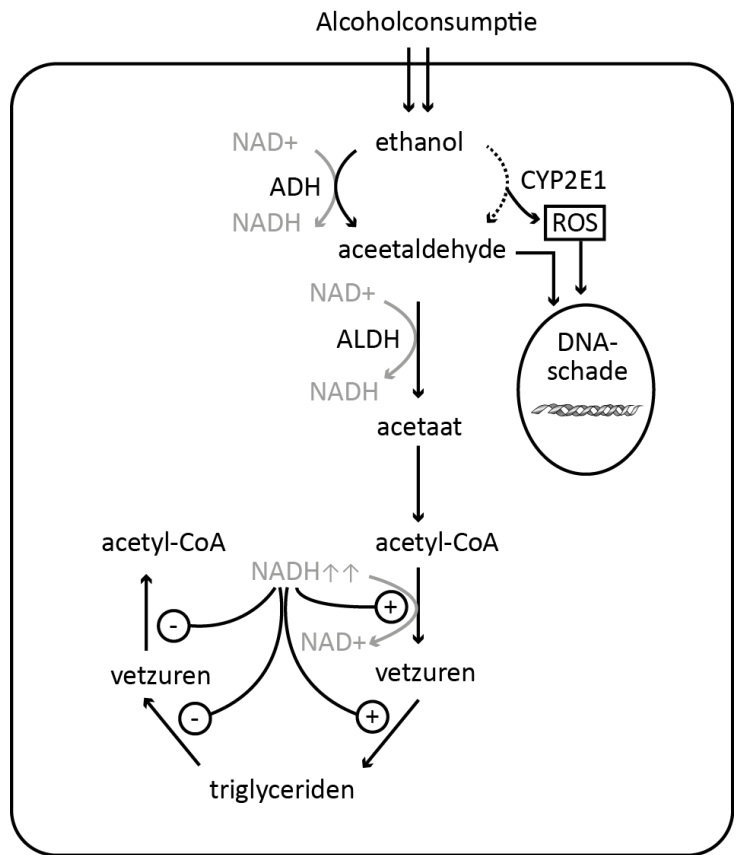 Alcoholconsumptie
NAD+
ethanol
ADH
CYP2E1
NADH
ROS
aceetaldehyde
NAD+
ALDH
DNA-
schade
NADH
acetaat
acetyl-CoA
acetyl-CoA
NADH↑↑
+
-
NAD+
vetzuren
vetzuren
-
+
triglyceriden